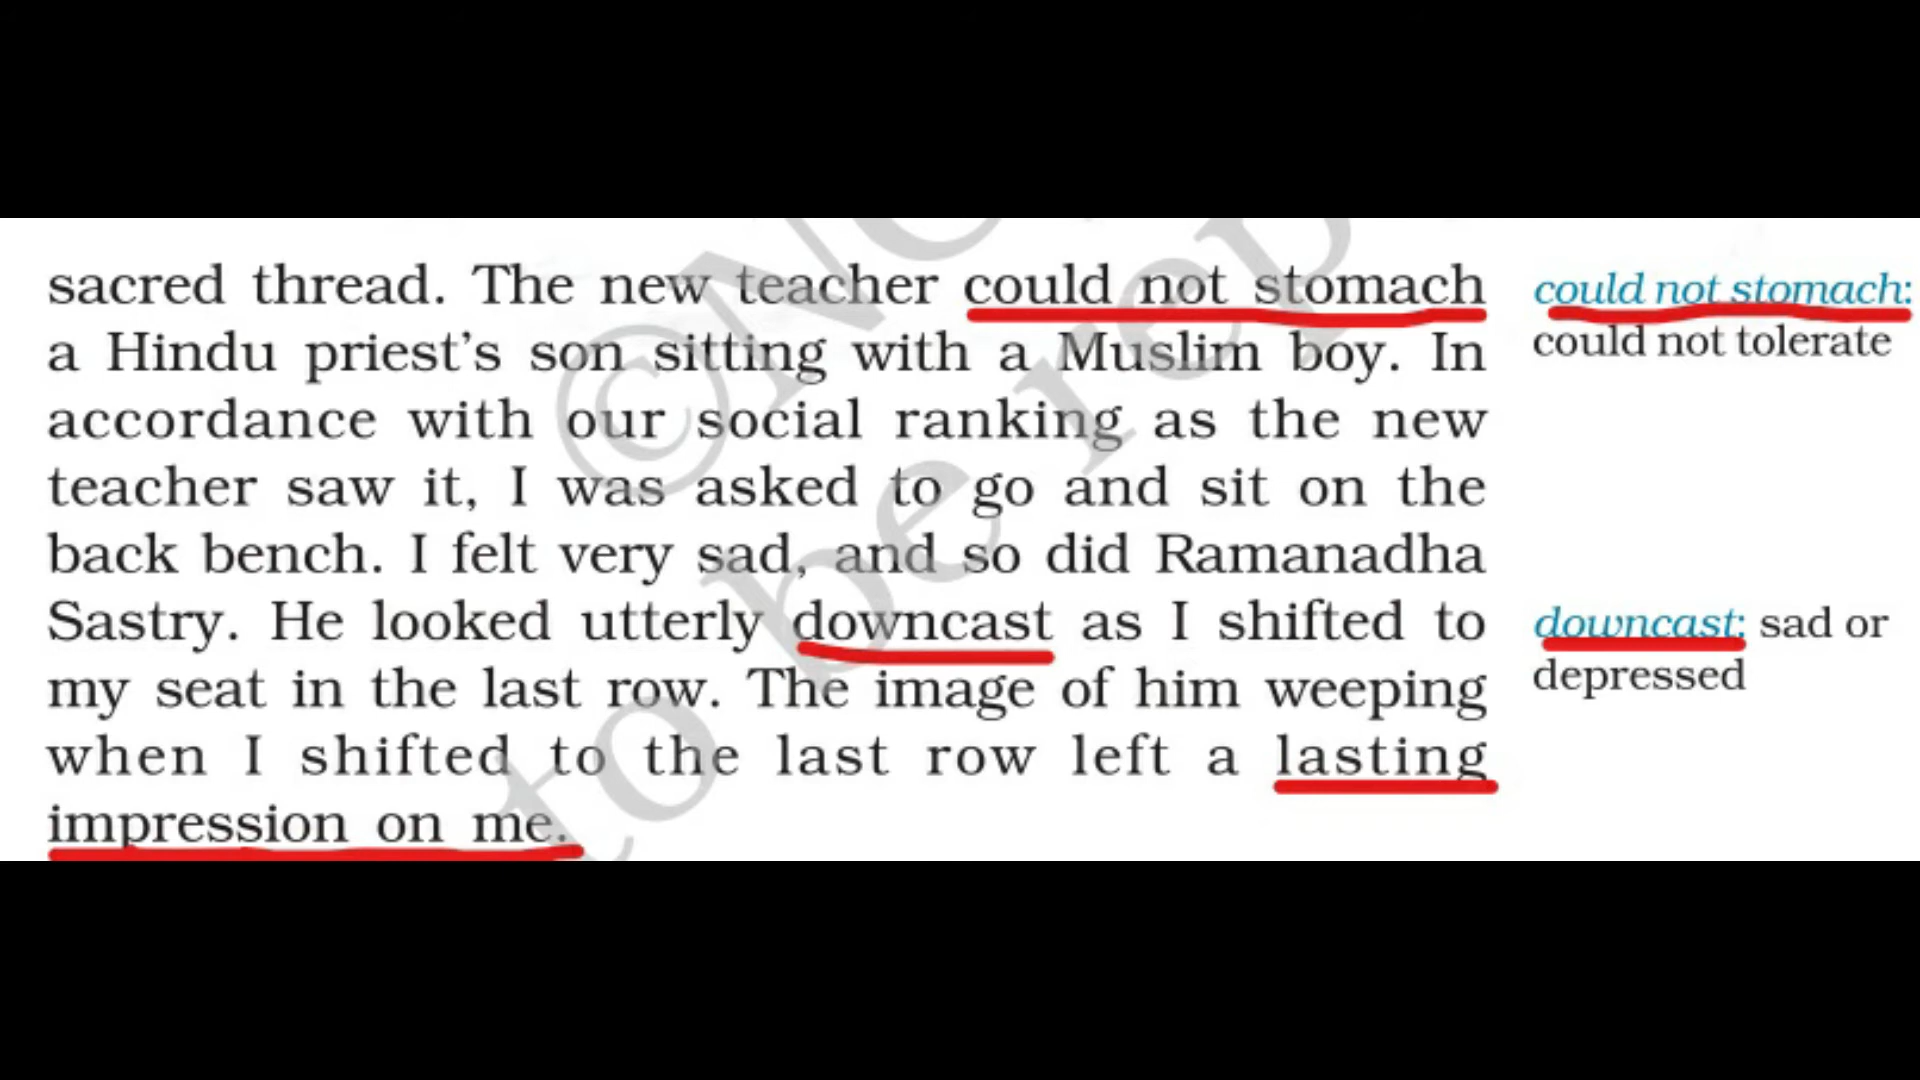 sacred thread. The new teacher could not stomach
a Hindu priest's son sitting with a Muslim boy. In
accordance with our social ranking as the new
teacher saw it, I was asked to go and sit on the
back bench. I felt very sad, and so did Ramanadha
Sastry. He looked utterly downcast as I shifted to
my seat in the last row. The image of him weeping
when I shifted to the last row left a lasting
impression on me.
could not stomach:
could not tolerate
downcast: sad or
depressed
to be rep